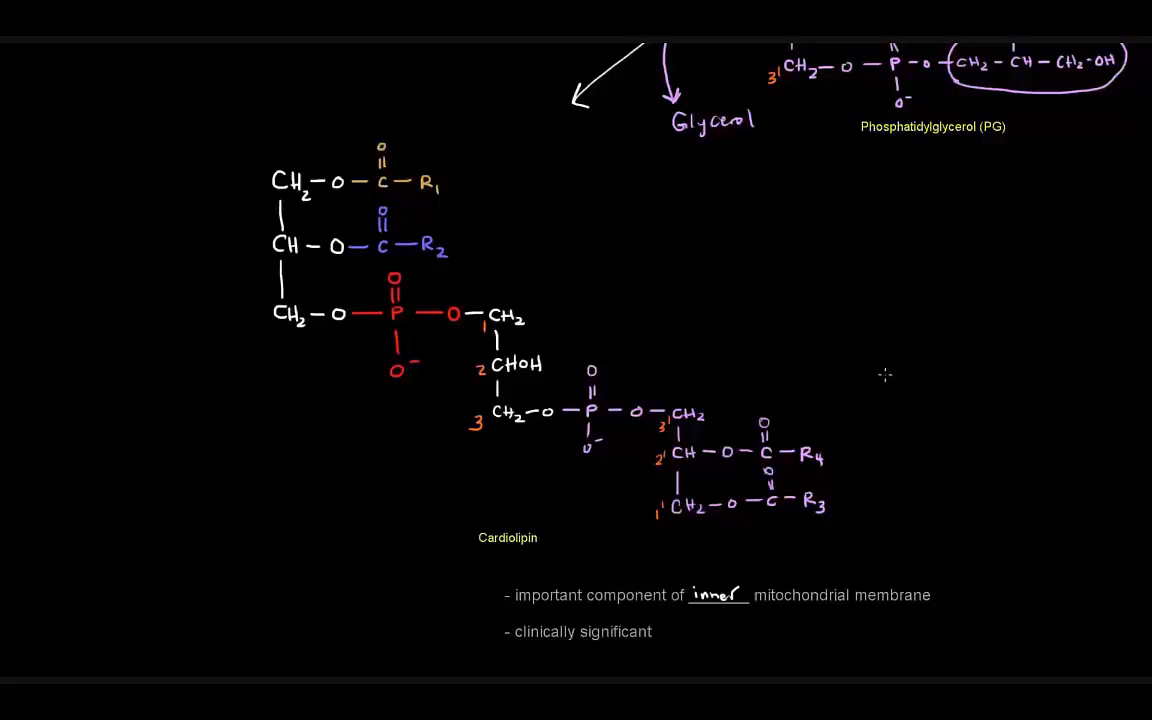 O
3' CH2 - O - P - O - CH2 - CH - CH2 - OH
O-
Glycerol
Phosphatidylglycerol (PG)
O
CH2 - O - C - R1
O
CH - O - C - R2
O
CH2 - O - P - O - CH2
1
O-
2 CHOH
O
3 CH2 - O - P - O - CH2
3'
O-
O
2' CH - O - C - R4
O
1' CH2 - O - C - R3
Cardiolipin
- important component of inner mitochondrial membrane
- clinically significant